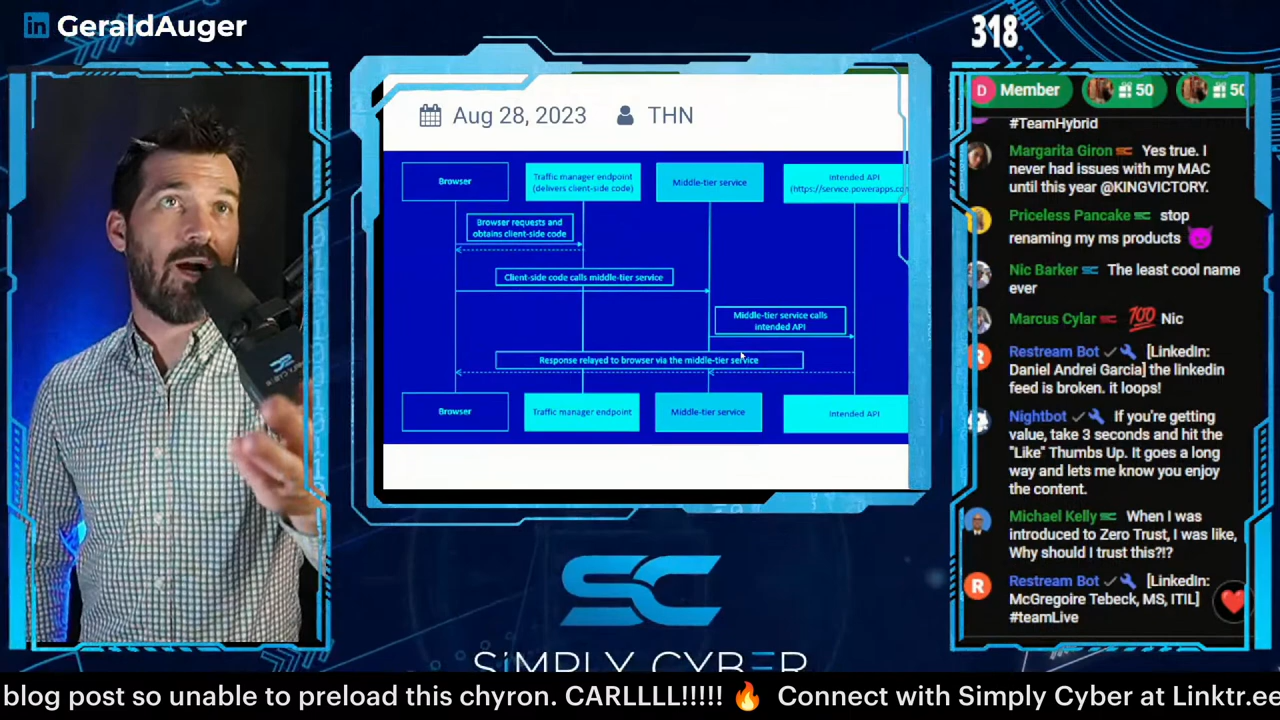 in GeraldAuger
318
Aug 28, 2023 THN
Browser
Traffic manager endpoint
(delivers client-side code)
Middle-tier service
Intended API
(https://service.powerapps.co
Browser requests and
obtains client-side code
Client-side code calls middle-tier service
Middle-tier service calls
intended API
Response relayed to browser via the middle-tier service
Browser
Traffic manager endpoint
Middle-tier service
Intended API
D Member
50
50
#TeamHybrid
Margarita Giron Yes true. I
never had issues with my MAC
until this year @KINGVICTORY.
Priceless Pancake stop
renaming my ms products
Nic Barker The least cool name
ever
Marcus Cylar 100 Nic
R Restream Bot [LinkedIn:
Daniel Andrei Garcia] the linkedin
feed is broken. it loops!
Nightbot If you're getting
value, take 3 seconds and hit the
"Like" Thumbs Up. It goes a long
way and lets me know you enjoy
the content.
Michael Kelly When I was
introduced to Zero Trust, I was like,
Why should I trust this?!?
R Restream Bot [LinkedIn:
McGregoire Tebeck, MS, ITIL]
#teamLive
SC
SIMPLY CYBER
blog post so unable to preload this chyron. CARLLLL!!!!! Connect with Simply Cyber at Linktr.ee